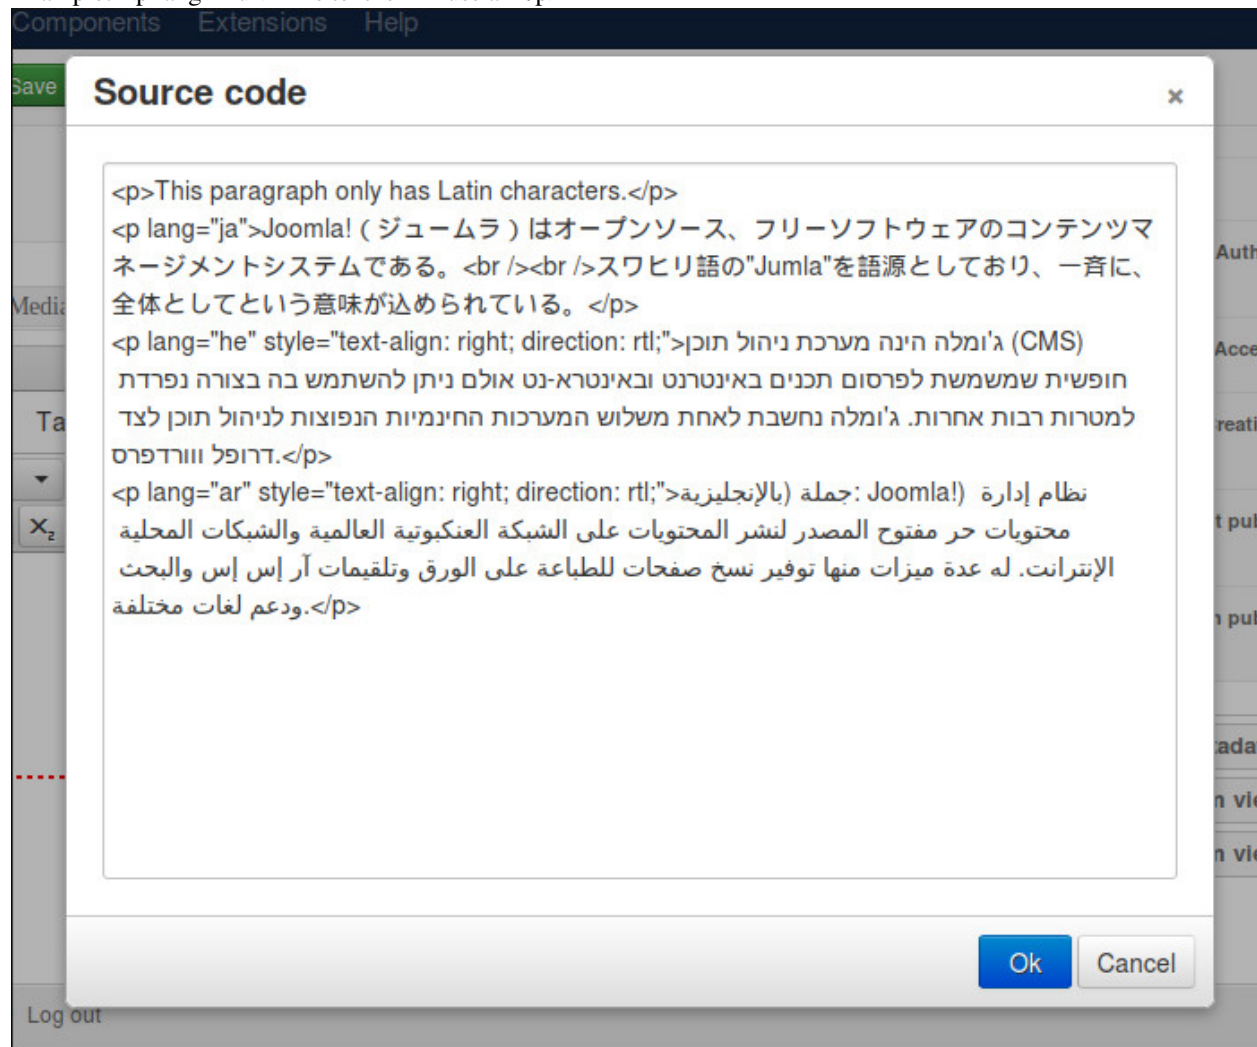 Components Extensions Help
Save
Source code
×
<p>This paragraph only has Latin characters.</p>
<p lang="ja">Joomla! ( ジュームラ ) はオープンソース、フリーソフトウェアのコンテンツマ
ネージメントシステムである。<br /><br />スワヒリ語の"Jumla"を語源としており、一斉に、
全体としてという意味が込められている。</p>
<p lang="he" style="text-align: right; direction: rtl;">ג'ומלה הינה מערכת ניהול תוכן (CMS)
חופשית שמשמשת לפרסום תכנים באינטרנט ובאינטרא-נט אולם ניתן להשתמש בה בצורה נפרדת
למטרות רבות אחרות. ג'ומלה נחשבת לאחת משלוש המערכות החינמיות הנפוצות לניהול תוכן לצד
דרופל ווורדפרס.</p>
<p lang="ar" style="text-align: right; direction: rtl;">جملة (بالإنجليزية: Joomla!) نظام إدارة
محتويات حر مفتوح المصدر لنشر المحتويات على الشبكة العنكبوتية العالمية والشبكات المحلية
الإنترانت. له عدة ميزات منها توفير نسخ صفحات للطباعة على الورق وتلقيمات آر إس إس والبحث
ودعم لغات مختلفة.</p>
Ok Cancel
Log out